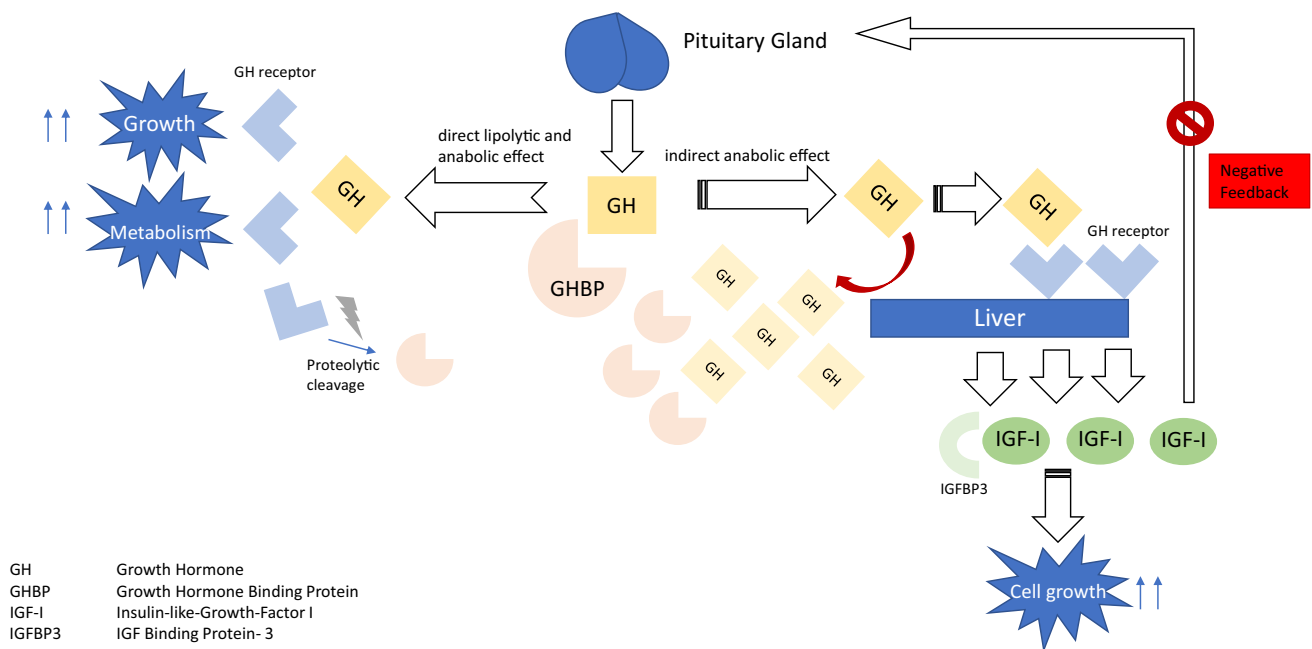 Pituitary Gland
GH receptor
Growth
direct lipolytic and
anabolic effect
indirect anabolic effect
Negative
Feedback
GH
GH
GH
GH
Metabolism
GH receptor
GHBP
GH
GH
GH
GH
GH
Liver
Proteolytic
cleavage
IGF-I
IGF-I
IGF-I
IGFBP3
Cell growth
GH Growth Hormone
GHBP Growth Hormone Binding Protein
IGF-I Insulin-like-Growth-Factor I
IGFBP3 IGF Binding Protein- 3